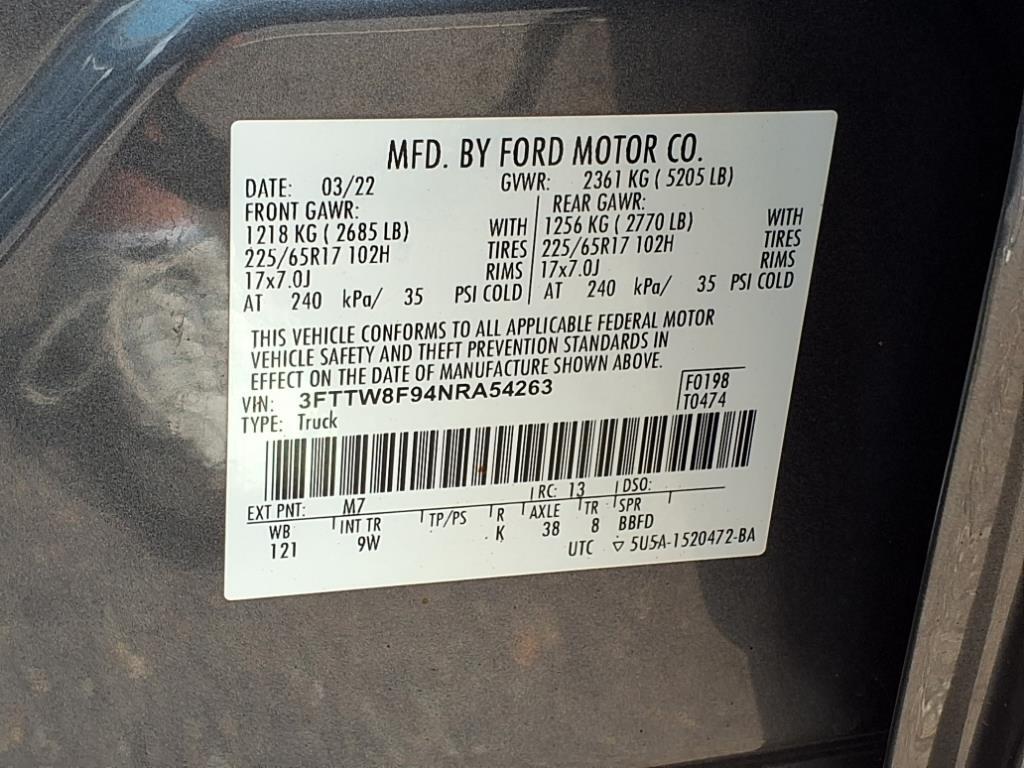 MFD. BY FORD MOTOR CO.
DATE: 03/22 GVWR: 2361 KG ( 5205 LB)
FRONT GAWR: REAR GAWR:
1218 KG ( 2685 LB) WITH 1256 KG ( 2770 LB) WITH
225/65R17 102H TIRES 225/65R17 102H TIRES
17x7.0J RIMS 17x7.0J RIMS
AT 240 kPa/ 35 PSI COLD AT 240 kPa/ 35 PSI COLD
THIS VEHICLE CONFORMS TO ALL APPLICABLE FEDERAL MOTOR
VEHICLE SAFETY AND THEFT PREVENTION STANDARDS IN
EFFECT ON THE DATE OF MANUFACTURE SHOWN ABOVE.
VIN: 3FTTW8F94NRA54263 F0198
TYPE: Truck T0474
EXT PNT: M7 RC: 13 DSO:
WB INT TR TP/PS R AXLE TR SPR
121 9W K 38 8 BBFD
UTC ▽ 5U5A-1520472-BA